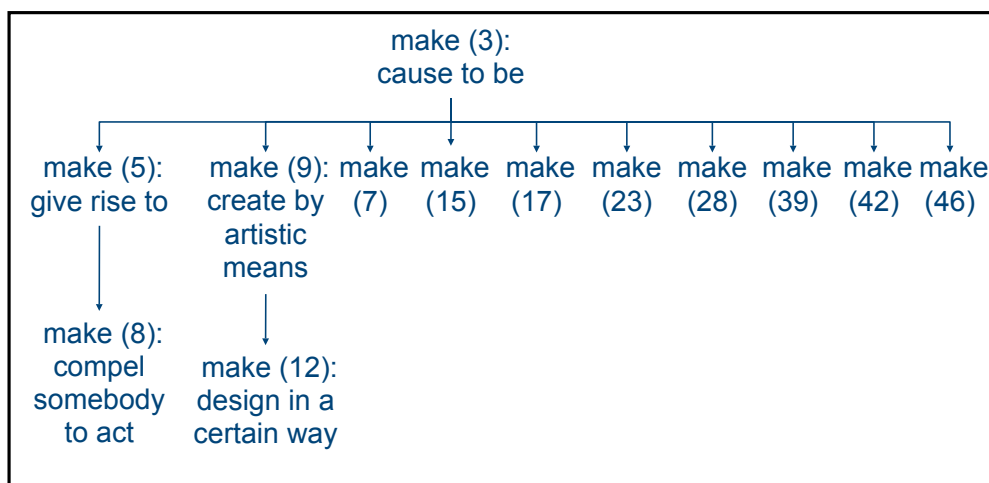 make (3):
cause to be
make (5):
give rise to
make (9):
create by
artistic
means
make
(7)
make
(15)
make
(17)
make
(23)
make
(28)
make
(39)
make
(42)
make
(46)
make (8):
compel
somebody
to act
make (12):
design in a
certain way